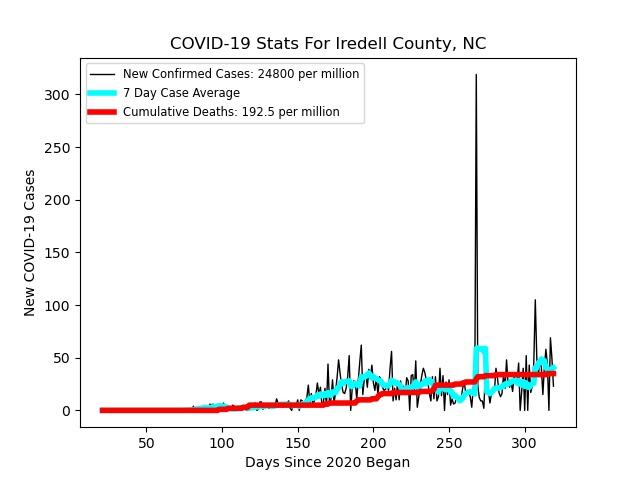 COVID-19 Stats For Iredell County, NC
New Confirmed Cases: 24800 per million
7 Day Case Average
Cumulative Deaths: 192.5 per million
New COVID-19 Cases
300
250
200
150
100
50
0
50 100 150 200 250 300
Days Since 2020 Began